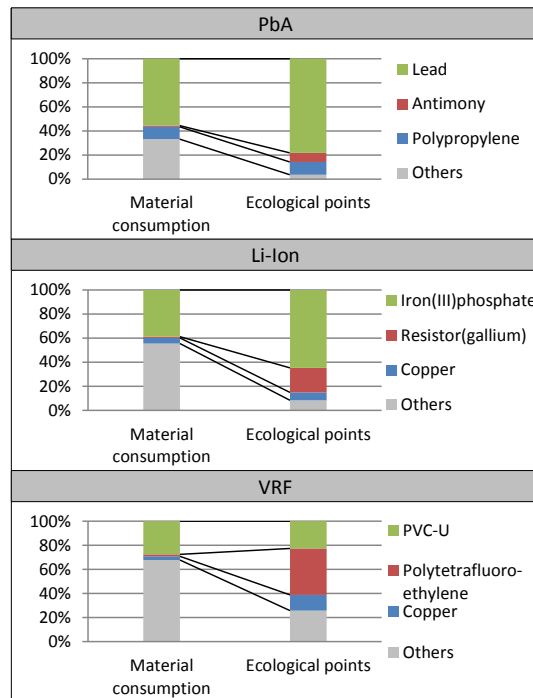 PbA
100%
80%
60%
40%
20%
0%
Material
consumption
Ecological points
Lead
Antimony
Polypropylene
Others
Li-Ion
100%
80%
60%
40%
20%
0%
Material
consumption
Ecological points
Iron(III)phosphate
Resistor(gallium)
Copper
Others
VRF
100%
80%
60%
40%
20%
0%
Material
consumption
Ecological points
PVC-U
Polytetrafluoro-
ethylene
Copper
Others